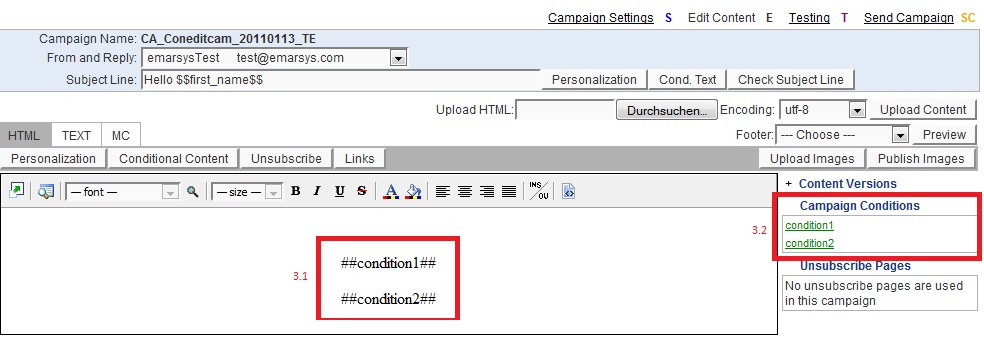 Campaign Settings S Edit Content E Testing T Send Campaign SC
Campaign Name: CA_Coneditcam_20110113_TE
From and Reply: emarsysTest test@emarsys.com
Subject Line: Hello $$first_name$$ Personalization Cond. Text Check Subject Line
Upload HTML: Durchsuchen... Encoding: utf-8 Upload Content
HTML TEXT MC Footer: --- Choose --- Preview
Personalization Conditional Content Unsubscribe Links Upload Images Publish Images
— font — — size — B I U S A INS/OU
+ Content Versions
Campaign Conditions
3.2 condition1
condition2
##condition1##
3.1
##condition2##
Unsubscribe Pages
No unsubscribe pages are used
in this campaign